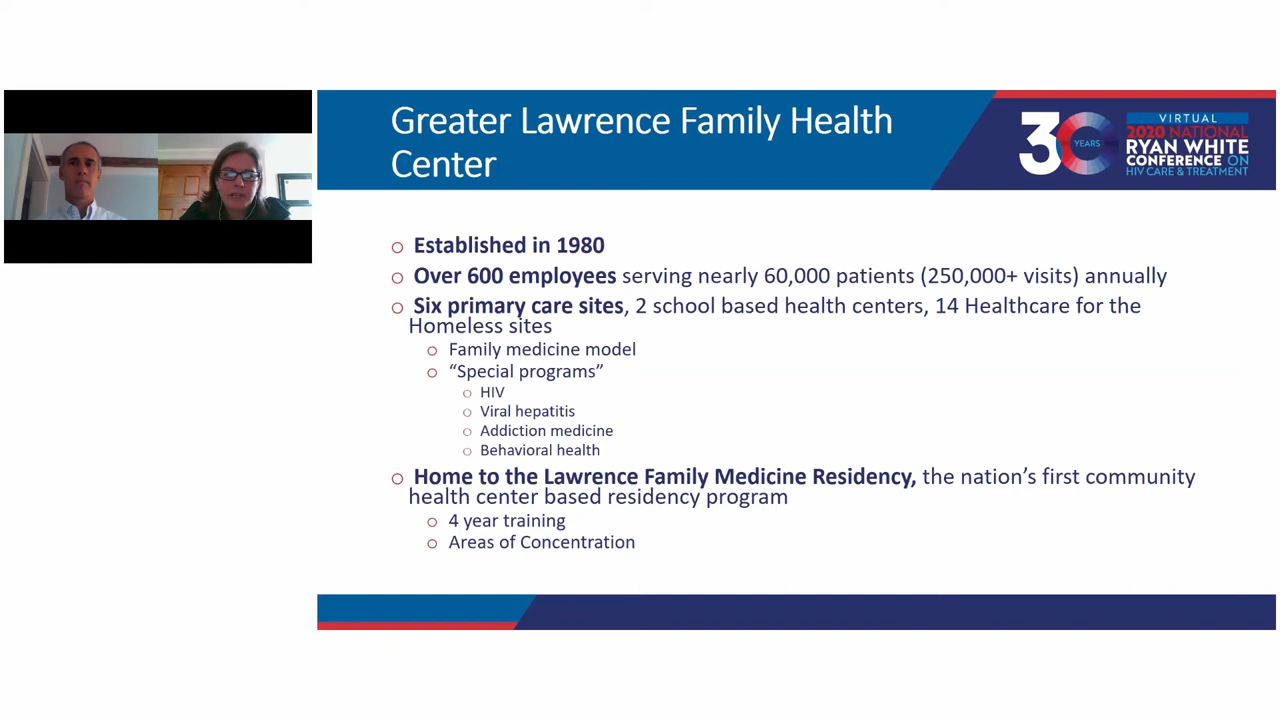 Greater Lawrence Family Health
Center
30
YEARS
VIRTUAL
2020 NATIONAL
RYAN WHITE
CONFERENCE ON
HIV CARE & TREATMENT
Established in 1980
Over 600 employees serving nearly 60,000 patients (250,000+ visits) annually
Six primary care sites, 2 school based health centers, 14 Healthcare for the
Homeless sites
Family medicine model
“Special programs”
HIV
Viral hepatitis
Addiction medicine
Behavioral health
Home to the Lawrence Family Medicine Residency, the nation’s first community
health center based residency program
4 year training
Areas of Concentration